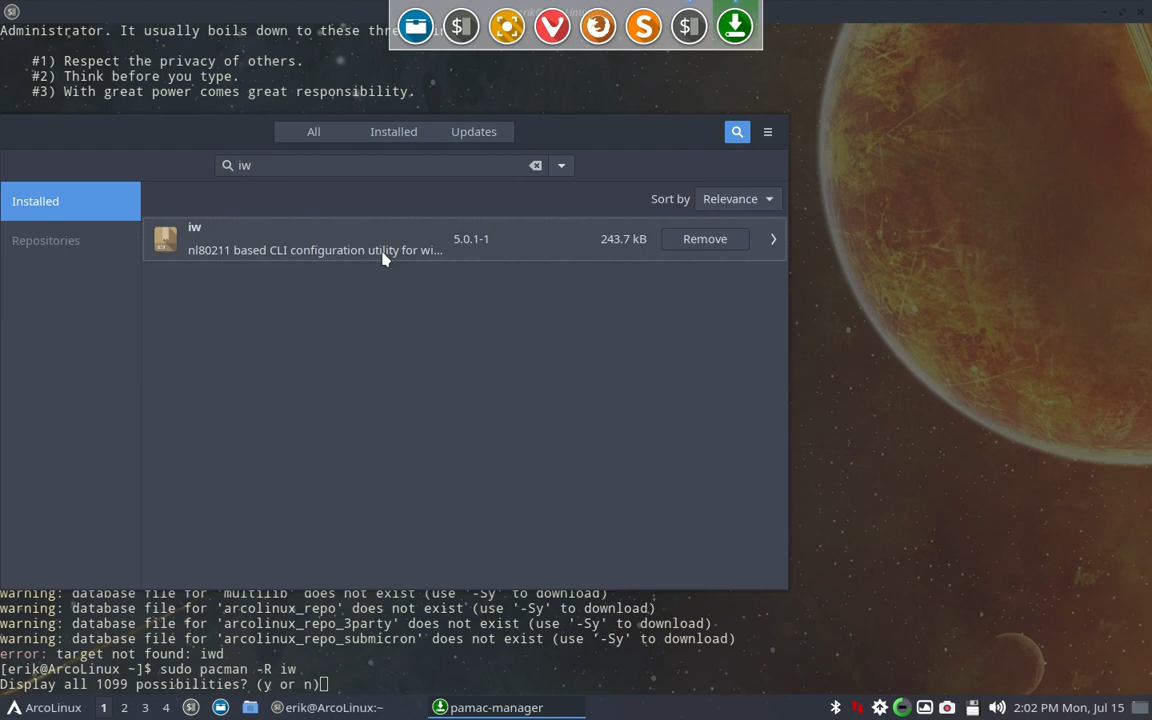 Administrator. It usually boils down to these thre
#1) Respect the privacy of others.
#2) Think before you type.
#3) With great power comes great responsibility.
All
Installed
Updates
iw
Installed
Sort by
Relevance
iw
nl80211 based CLI configuration utility for wi...
5.0.1-1
243.7 kB
Remove
Repositories
warning: database file for 'multilib' does not exist (use '-Sy' to download)
warning: database file for 'arcolinux_repo' does not exist (use '-Sy' to download)
warning: database file for 'arcolinux_repo_3party' does not exist (use '-Sy' to download)
warning: database file for 'arcolinux_repo_submicron' does not exist (use '-Sy' to download)
error: target not found: iwd
[erik@ArcoLinux ~]$ sudo pacman -R iw
Display all 1099 possibilities? (y or n)
ArcoLinux
1 2 3 4
erik@ArcoLinux:~
pamac-manager
2:02 PM Mon, Jul 15